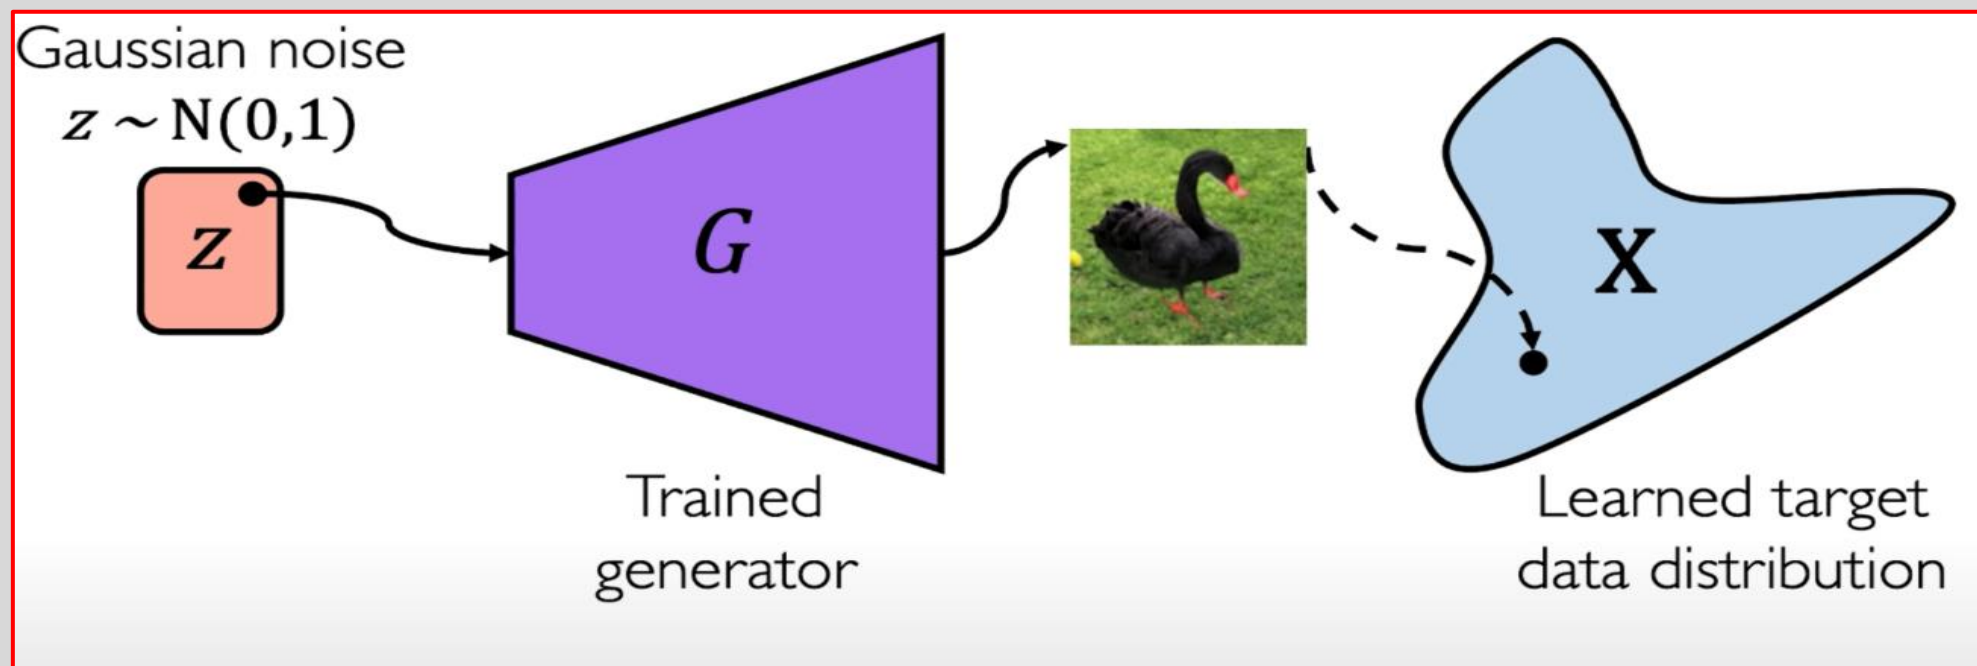 Gaussian noise
z ~ N(0,1)
z
G
X
Trained
generator
Learned target
data distribution